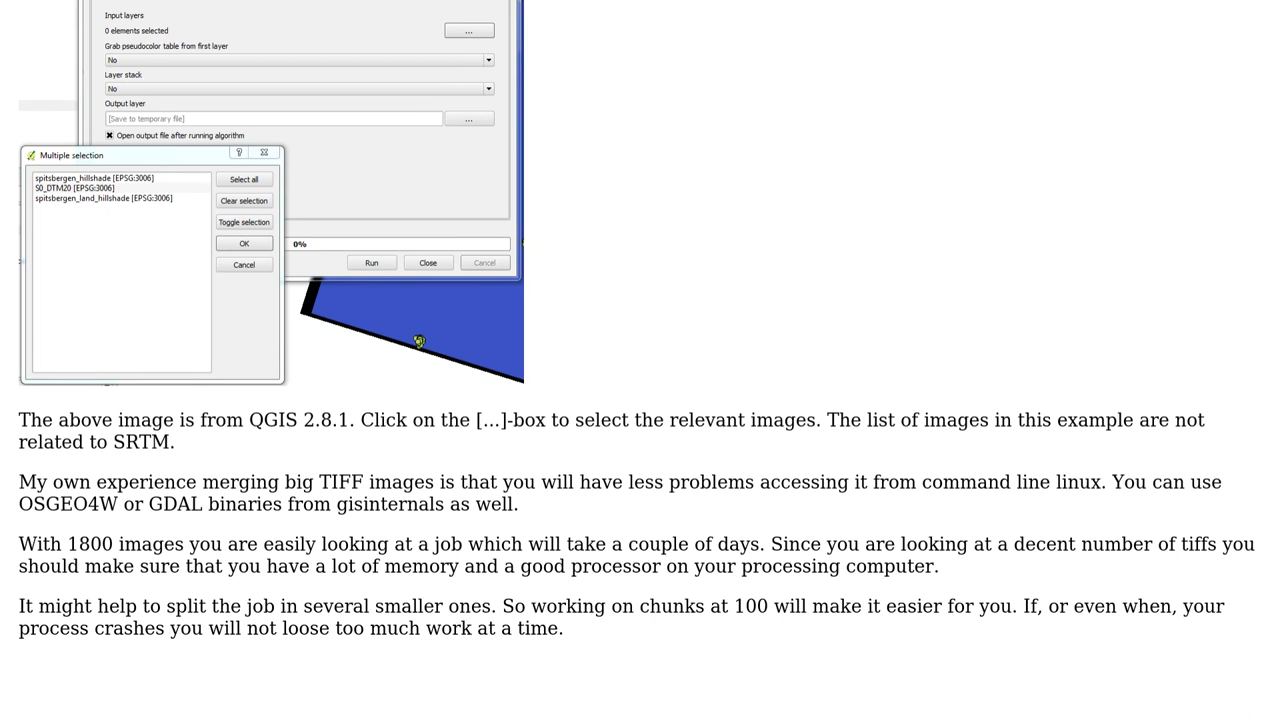 Input layers
0 elements selected
...
Grab pseudocolor table from first layer
No
Layer stack
No
Output layer
[Save to temporary file]
...
Open output file after running algorithm
Multiple selection
?
spitsbergen_hillshade [EPSG:3006]
S0_DTM20 [EPSG:3006]
spitsbergen_land_hillshade [EPSG:3006]
Select all
Clear selection
Toggle selection
OK
Cancel
0%
Run
Close
Cancel
The above image is from QGIS 2.8.1. Click on the [...]-box to select the relevant images. The list of images in this example are not
related to SRTM.
My own experience merging big TIFF images is that you will have less problems accessing it from command line linux. You can use
OSGEO4W or GDAL binaries from gisinternals as well.
With 1800 images you are easily looking at a job which will take a couple of days. Since you are looking at a decent number of tiffs you
should make sure that you have a lot of memory and a good processor on your processing computer.
It might help to split the job in several smaller ones. So working on chunks at 100 will make it easier for you. If, or even when, your
process crashes you will not loose too much work at a time.